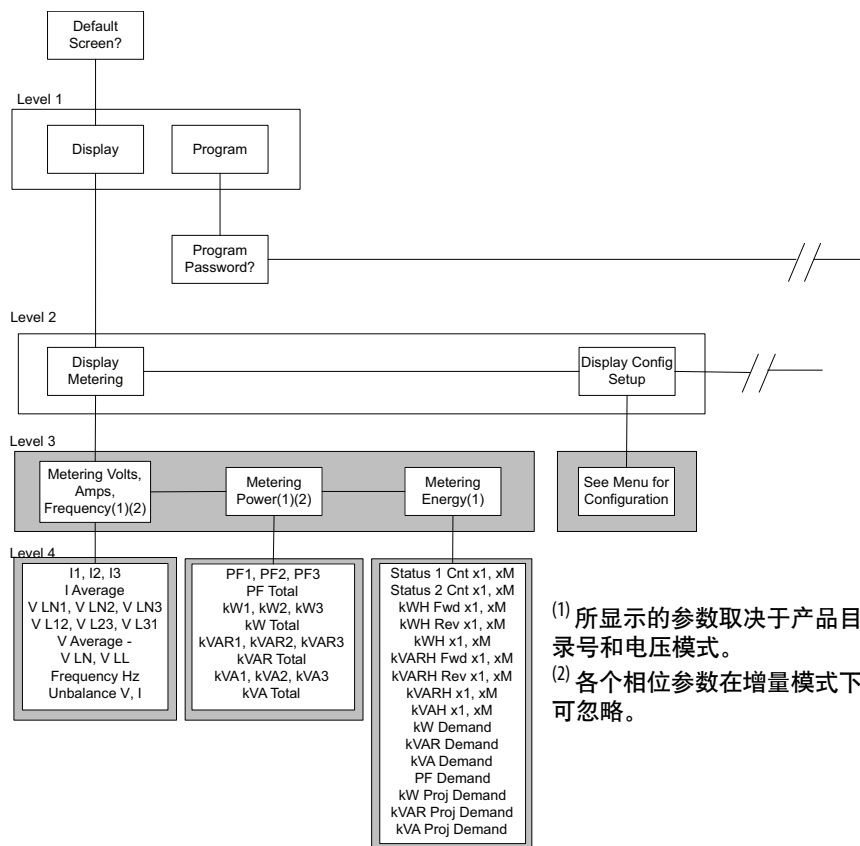 Default
Screen?
Level 1
Display
Program
Program
Password?
Level 2
Display
Metering
Display Config
Setup
Level 3
Metering Volts,
Amps,
Frequency(1)(2)
Metering
Power(1)(2)
Metering
Energy(1)
See Menu for
Configuration
Level 4
I1, I2, I3
I Average
V LN1, V LN2, V LN3
V L12, V L23, V L31
V Average -
V LN, V LL
Frequency Hz
Unbalance V, I
PF1, PF2, PF3
PF Total
kW1, kW2, kW3
kW Total
kVAR1, kVAR2, kVAR3
kVAR Total
kVA1, kVA2, kVA3
kVA Total
Status 1 Cnt x1, xM
Status 2 Cnt x1, xM
kWH Fwd x1, xM
kWH Rev x1, xM
kWH x1, xM
kVARH Fwd x1, xM
kVARH Rev x1, xM
kVARH x1, xM
kVAH x1, xM
kW Demand
kVAR Demand
kVA Demand
PF Demand
kW Proj Demand
kVAR Proj Demand
kVA Proj Demand
(1) 所显示的参数取决于产品目
录号和电压模式。
(2) 各个相位参数在增量模式下
可忽略。